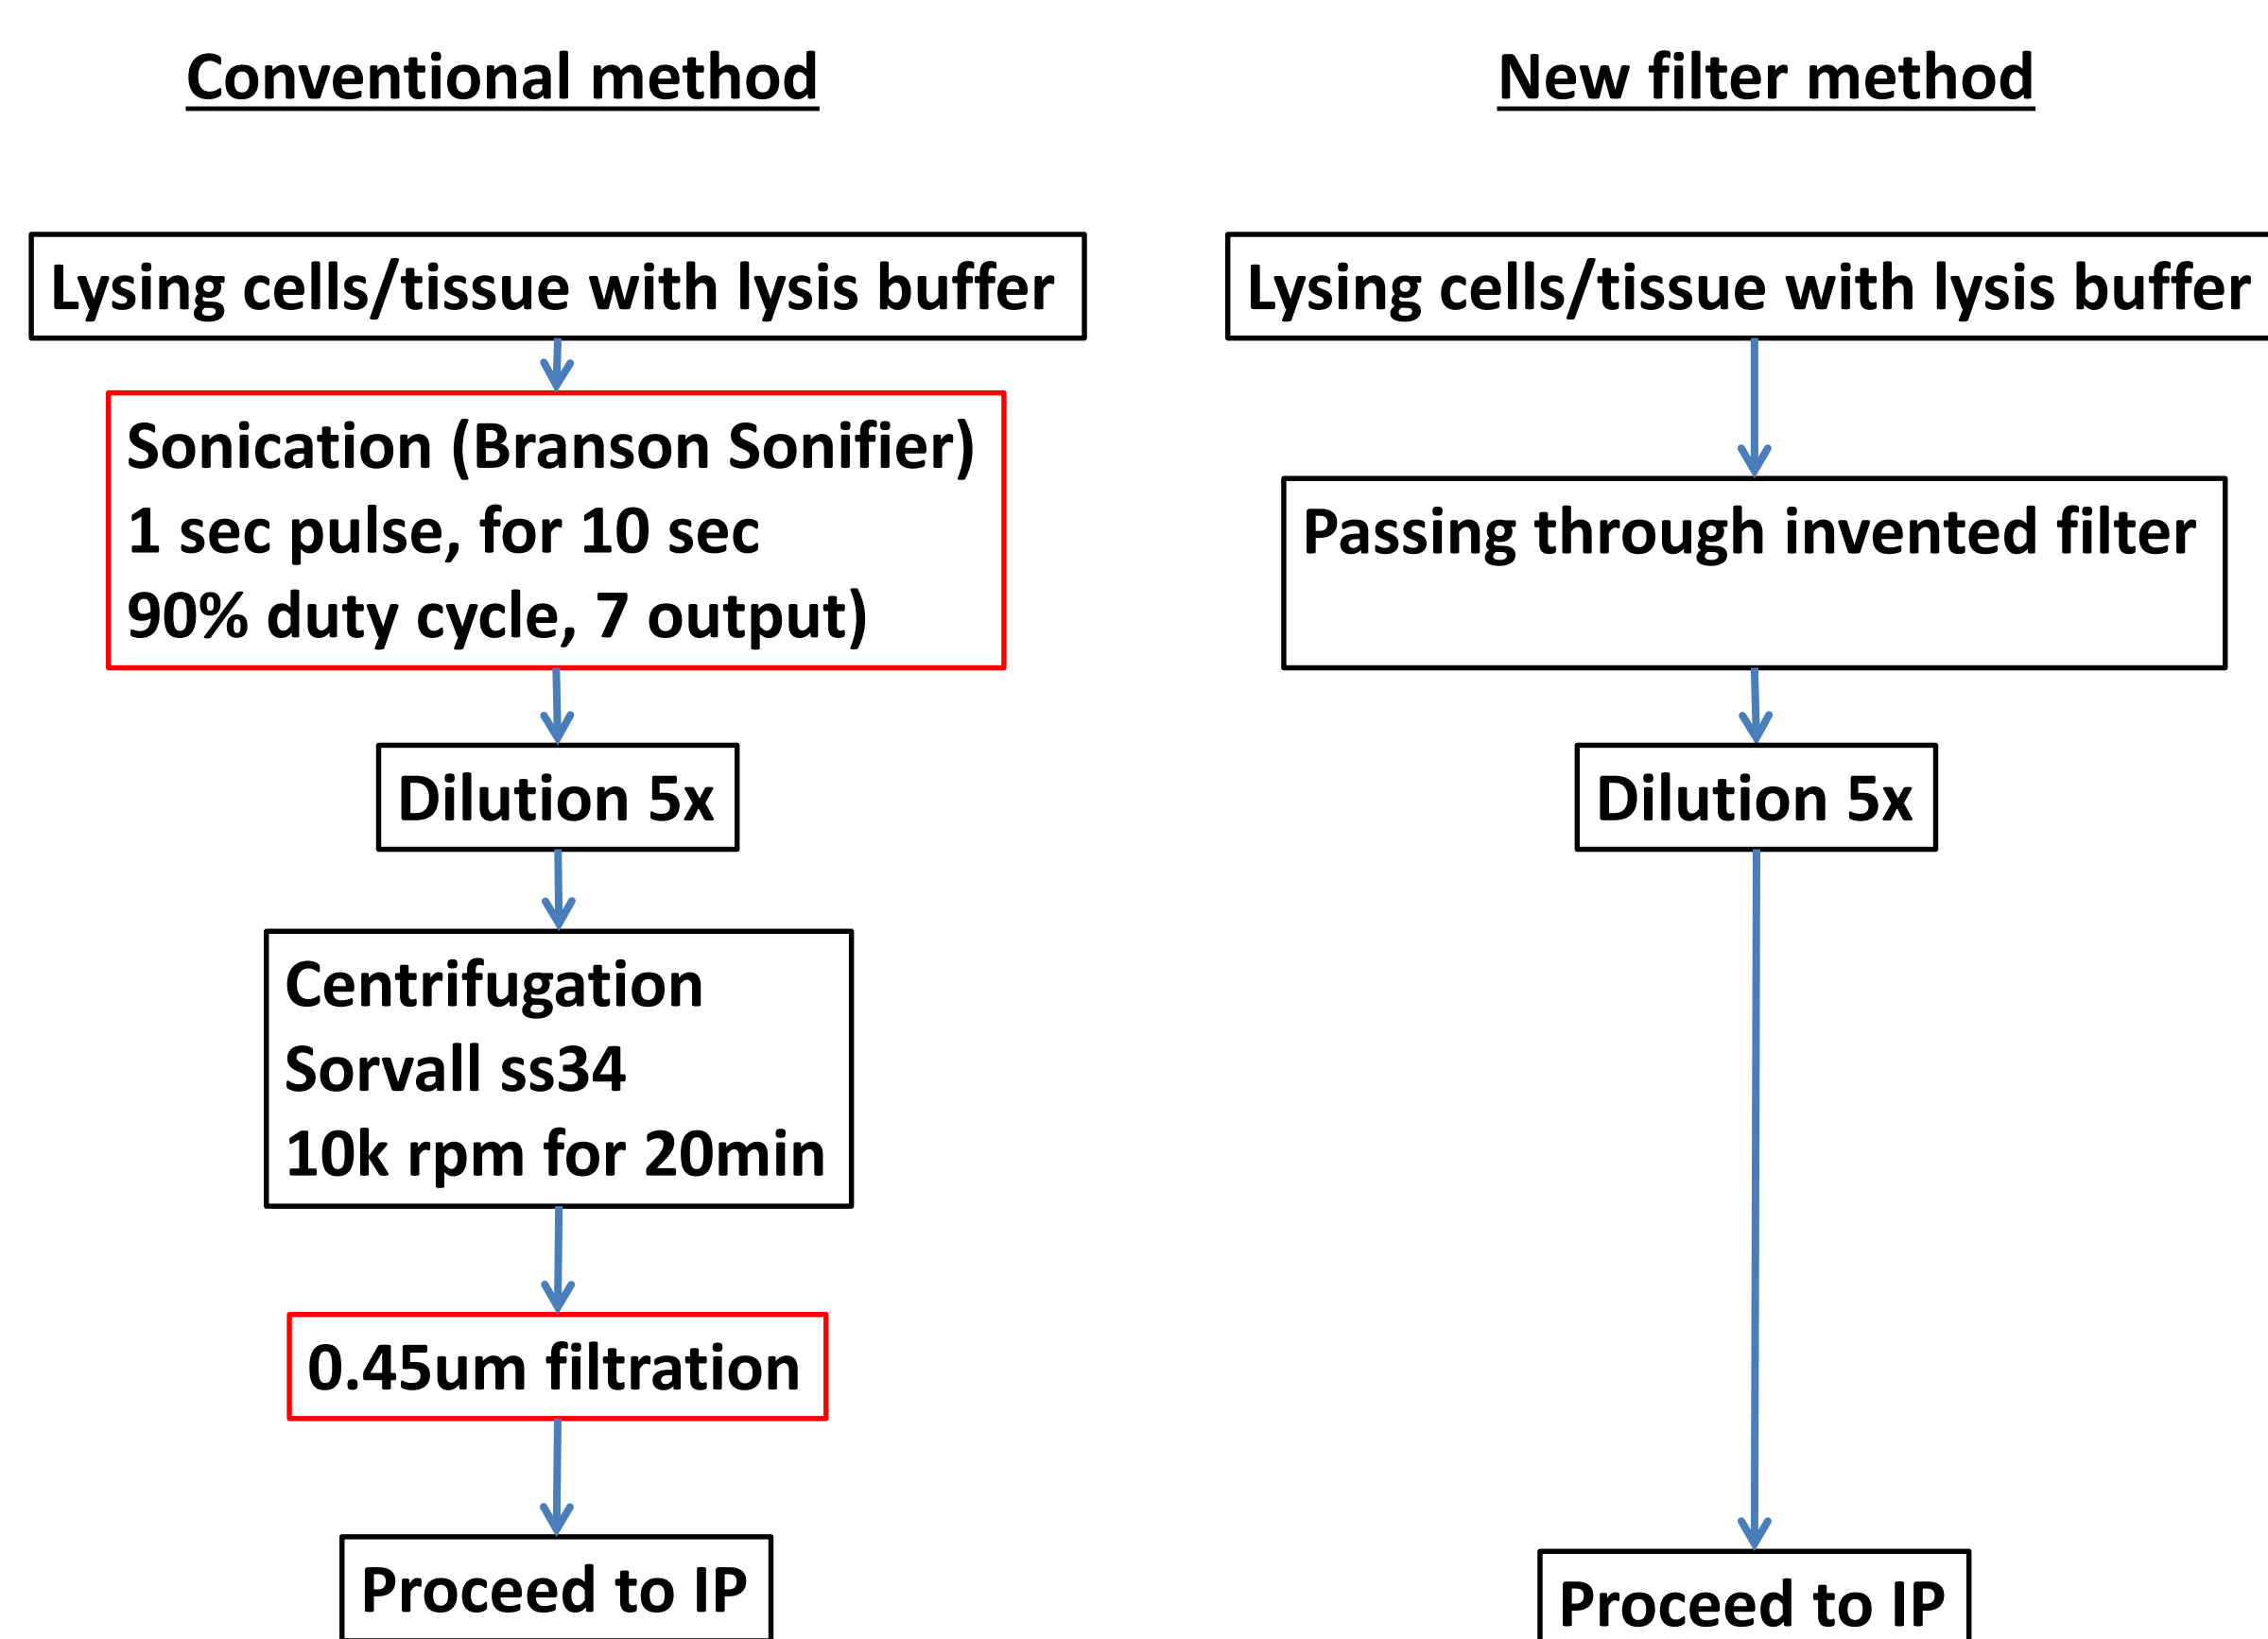 Conventional method
Lysing cells/tissue with lysis buffer
Sonication (Branson Sonifier)
1 sec pulse, for 10 sec
90% duty cycle, 7 output)
Dilution 5x
Centrifugation
Sorvall ss34
10k rpm for 20min
0.45um filtration
Proceed to IP
New filter method
Lysing cells/tissue with lysis buffer
Passing through invented filter
Dilution 5x
Proceed to IP